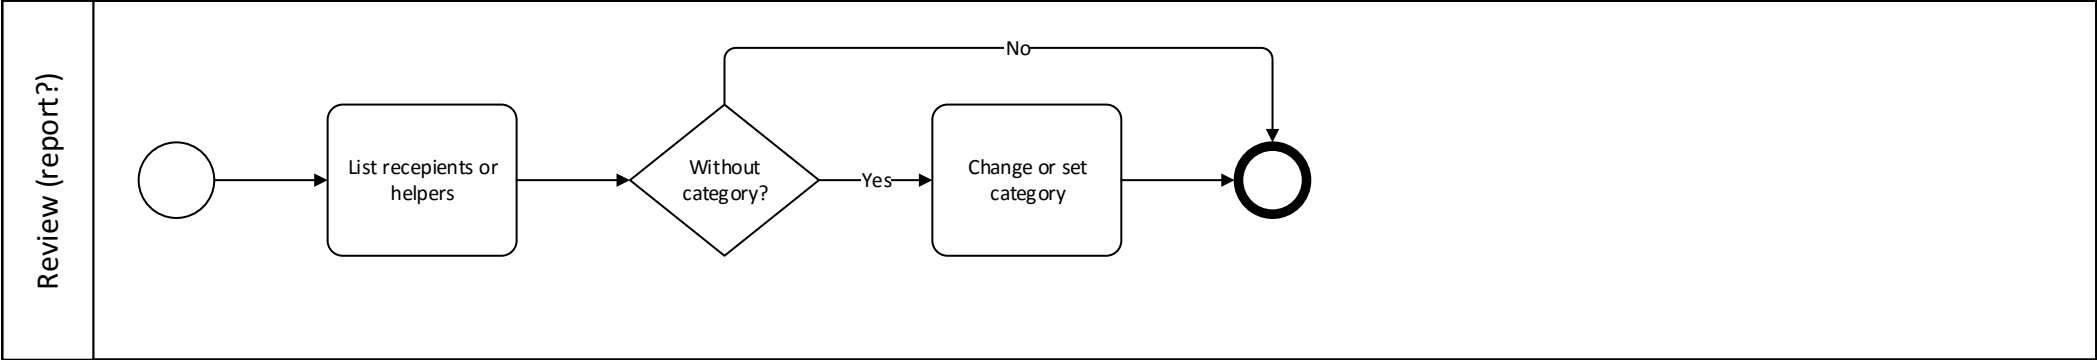 Review (report?)
No
List recepients or
helpers
Without
category?
Yes
Change or set
category